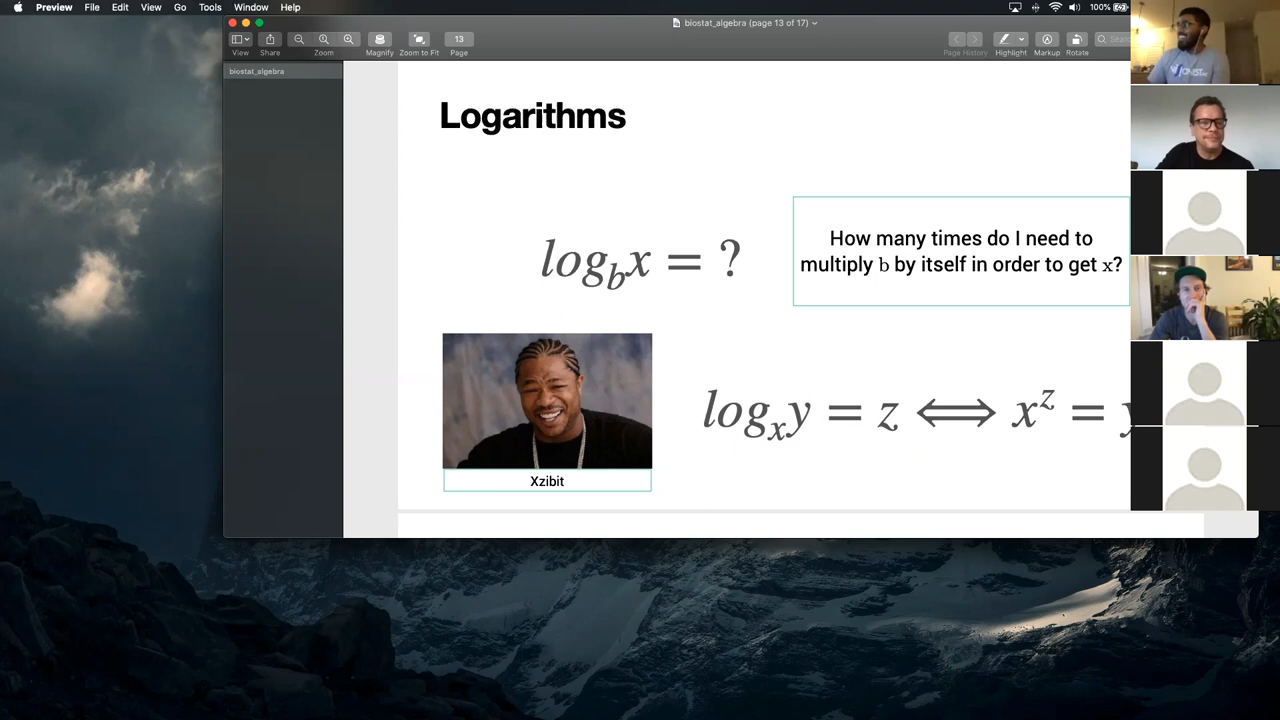 Preview File Edit View Go Tools Window Help 100%
biostat_algebra (page 13 of 17)
13
View Share Zoom Magnify Zoom to Fit Page Page History Highlight Markup Rotate
biostat_algebra
Logarithms
How many times do I need to
multiply b by itself in order to get x?
log_b x = ?
log_x y = z ⟺ x^z =
Xzibit